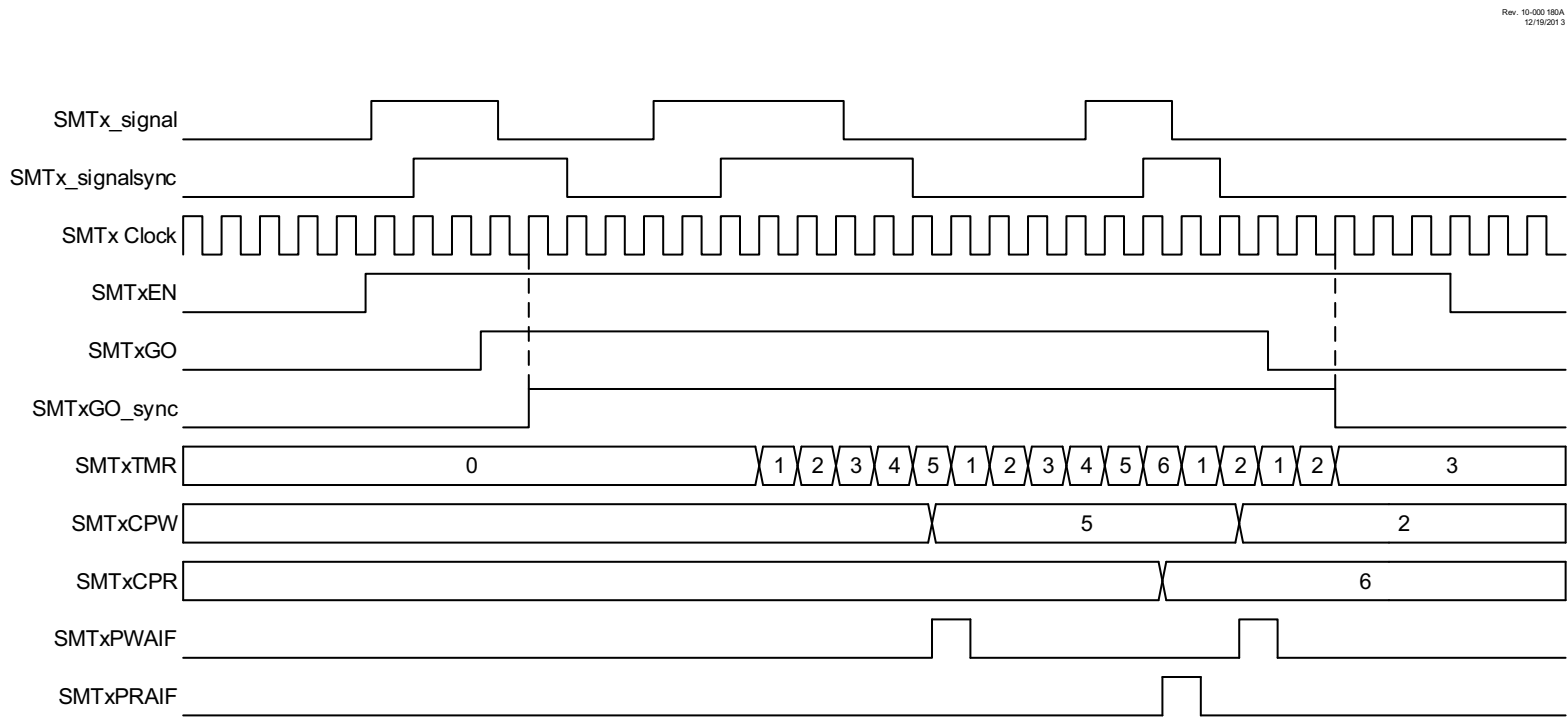 Rev. 10-000 180A
12/19/201 3
SMTx_signal
SMTx_signalsync
SMTx Clock
SMTxEN
SMTxGO
SMTxGO_sync
SMTxTMR 0 1 2 3 4 5 1 2 3 4 5 6 1 2 1 2 3
SMTxCPW 5 2
SMTxCPR 6
SMTxPWAIF
SMTxPRAIF